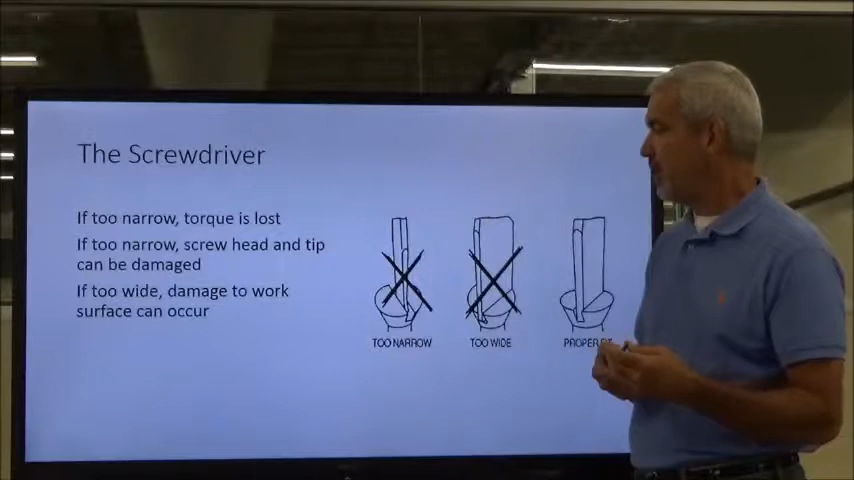 The Screwdriver
If too narrow, torque is lost
If too narrow, screw head and tip
can be damaged
If too wide, damage to work
surface can occur
TOO NARROW
TOO WIDE
PROPER